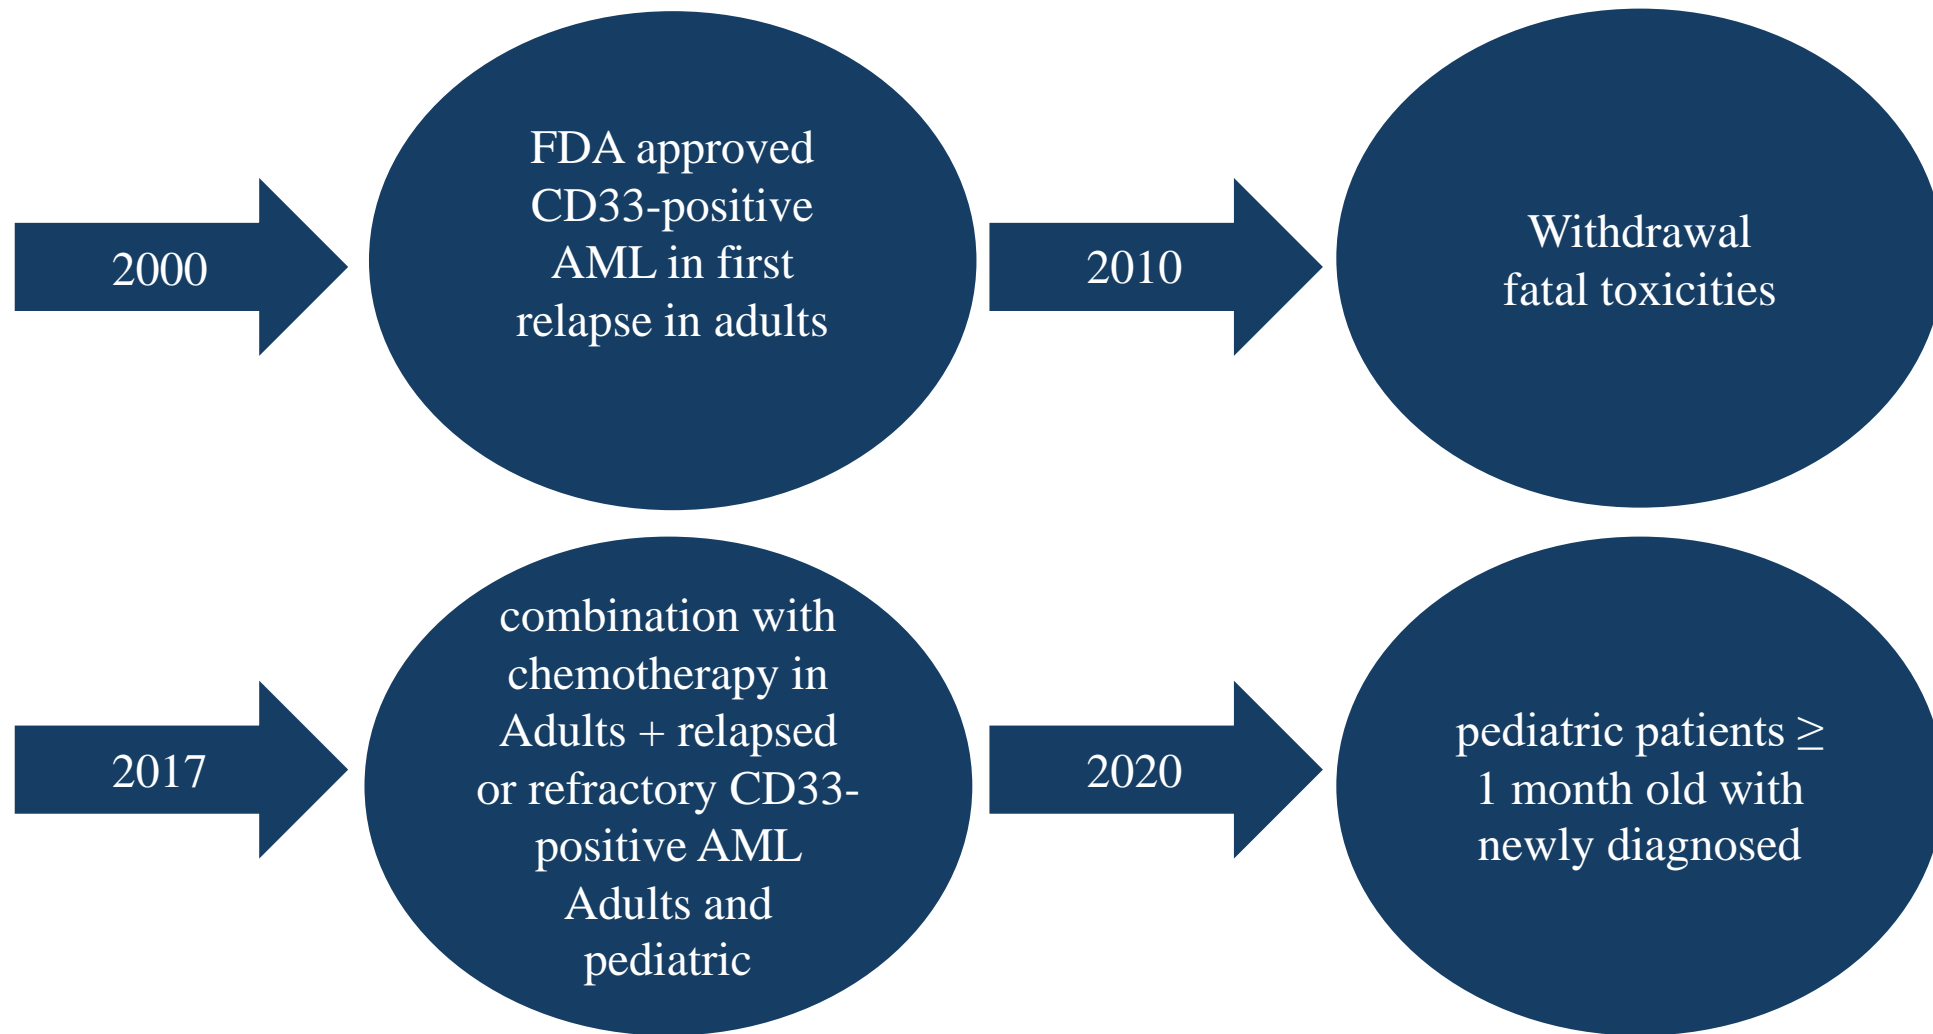 2000
FDA approved
CD33-positive
AML in first
relapse in adults
2010
Withdrawal
fatal toxicities
2017
combination with
chemotherapy in
Adults + relapsed
or refractory CD33-
positive AML
Adults and
pediatric
2020
pediatric patients ≥
1 month old with
newly diagnosed